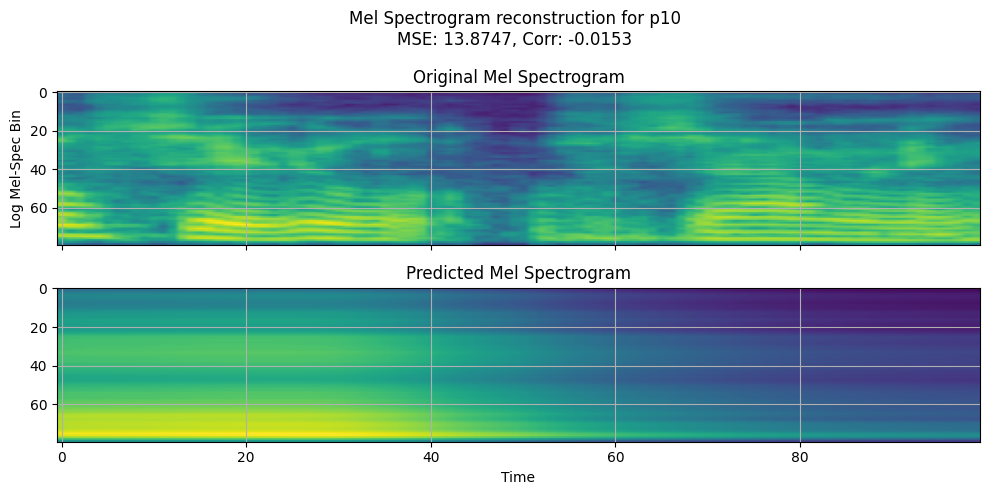 Mel Spectrogram reconstruction for p10
MSE: 13.8747, Corr: -0.0153
Original Mel Spectrogram
Log Mel-Spec Bin
0
20
40
60
Predicted Mel Spectrogram
0
20
40
60
0 20 40 60 80
Time